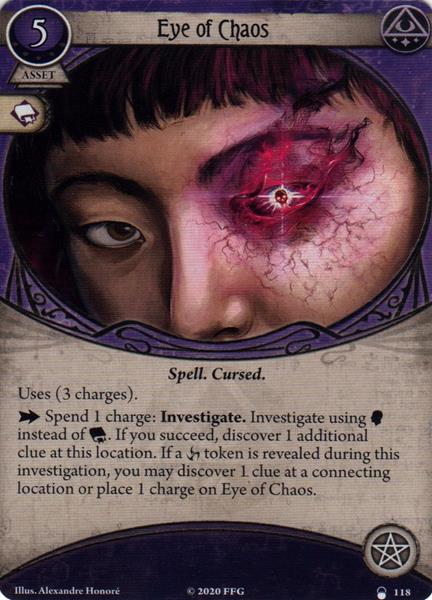 Eye of Chaos
5
ASSET
Spell. Cursed.
Uses (3 charges).
Spend 1 charge: Investigate. Investigate using
instead of . If you succeed, discover 1 additional
clue at this location. If a token is revealed during this
investigation, you may discover 1 clue at a connecting
location or place 1 charge on Eye of Chaos.
Illus. Alexandre Honoré © 2020 FFG 118